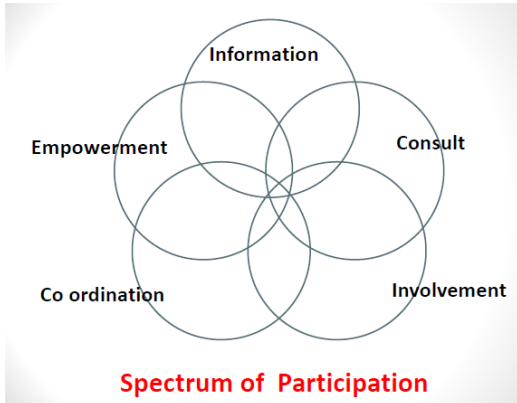 Information
Empowerment
Consult
Co ordination
Involvement
Spectrum of Participation